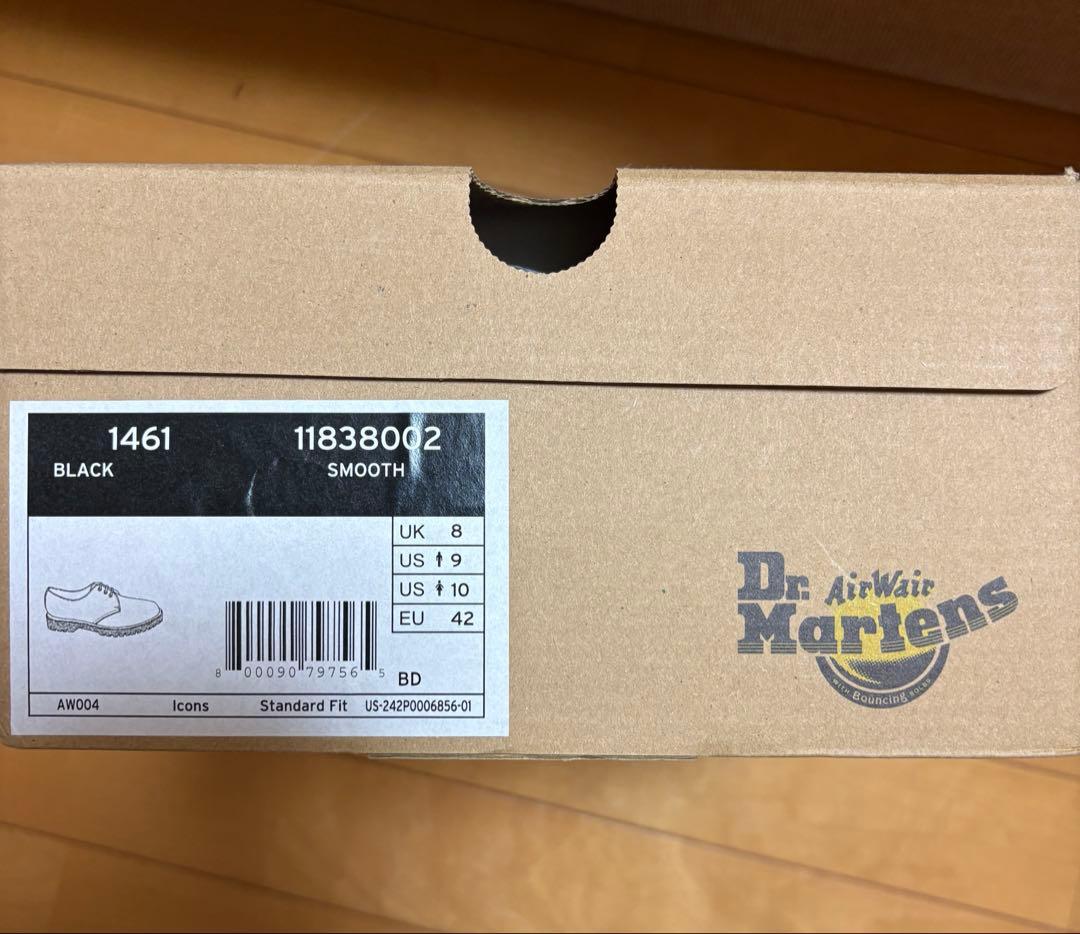 1461 11838002
BLACK SMOOTH
UK 8
US 9
US 10
EU 42
8 00090 79756 5
BD
AW004 Icons Standard Fit US-242P0006856-01
Dr. AirWair
Martens
WITH Bouncing SOLES